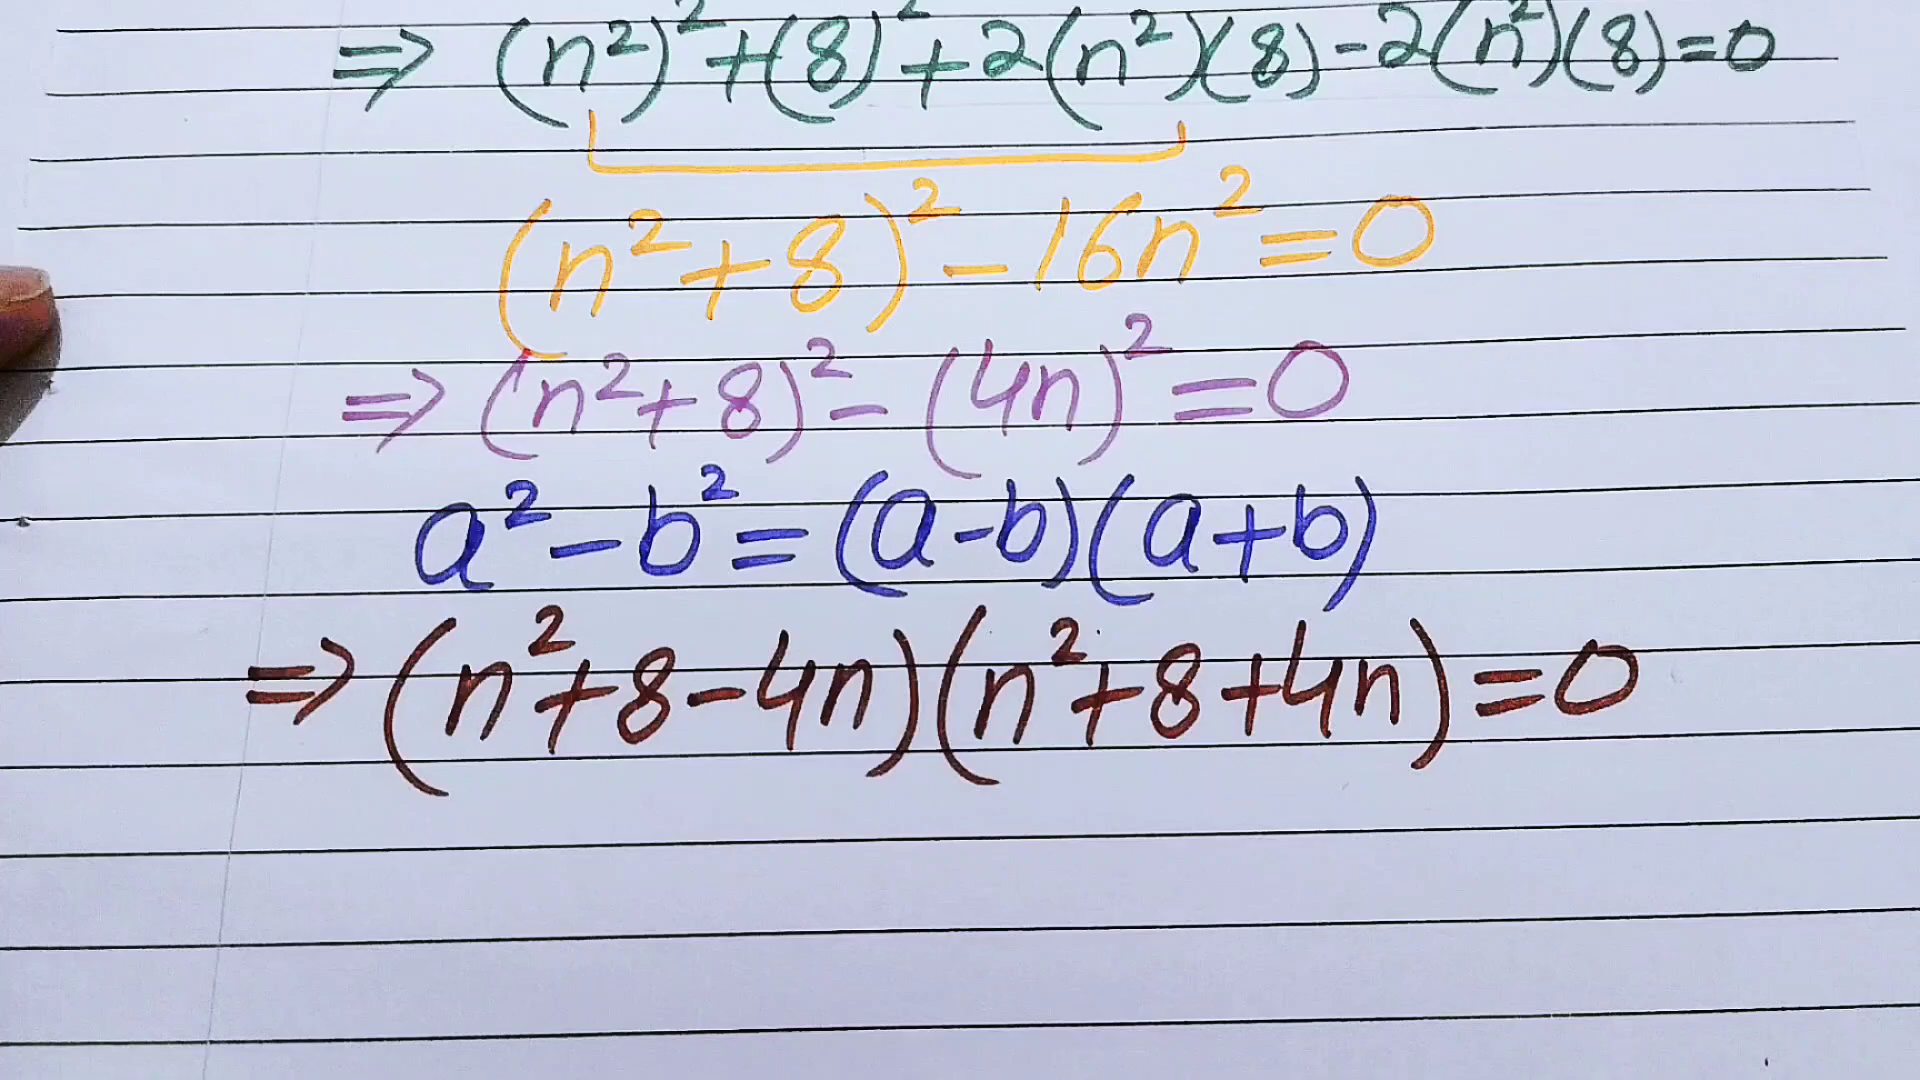 ⇒ (n²)²+(8)²+2(n²)(8)-2(n²)(8)=0
(n²+8)²-16n²=0
⇒ (n²+8)²-(4n)²=0
a²-b²=(a-b)(a+b)
⇒ (n²+8-4n)(n²+8+4n)=0